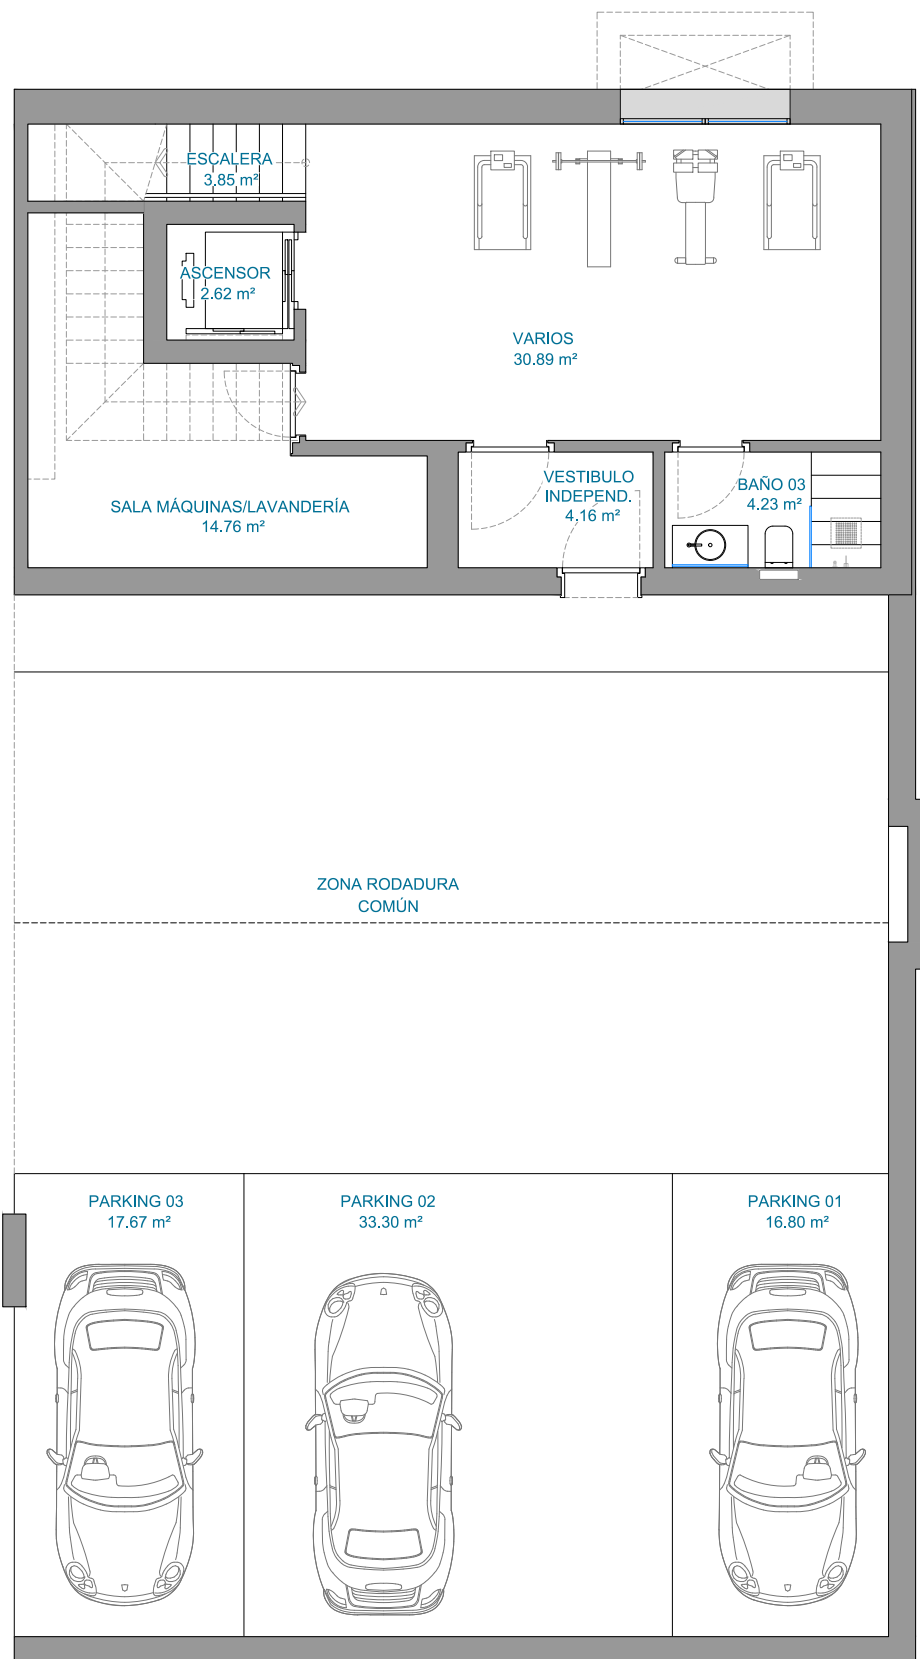 ESCALERA
3.85 m²
ASCENSOR
2.62 m²
VARIOS
30.89 m²
VESTIBULO
INDEPEND.
4.16 m²
BAÑO 03
4.23 m²
SALA MÁQUINAS/LAVANDERÍA
14.76 m²
ZONA RODADURA
COMÚN
PARKING 03
17.67 m²
PARKING 02
33.30 m²
PARKING 01
16.80 m²